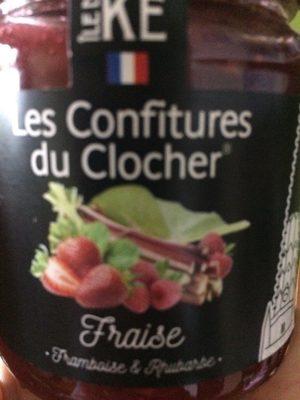 KE
Les Confitures
du Clocher®
Fraise
• Framboise & Rhubarbe •